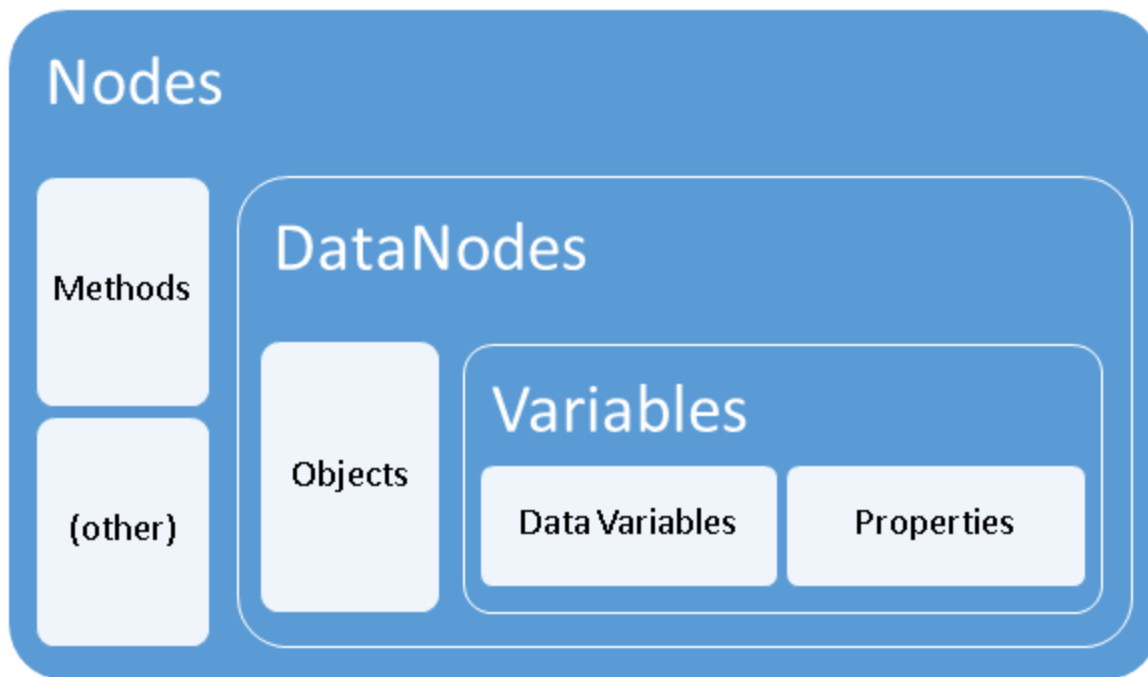 Nodes
Methods
(other)
DataNodes
Objects
Variables
Data Variables
Properties